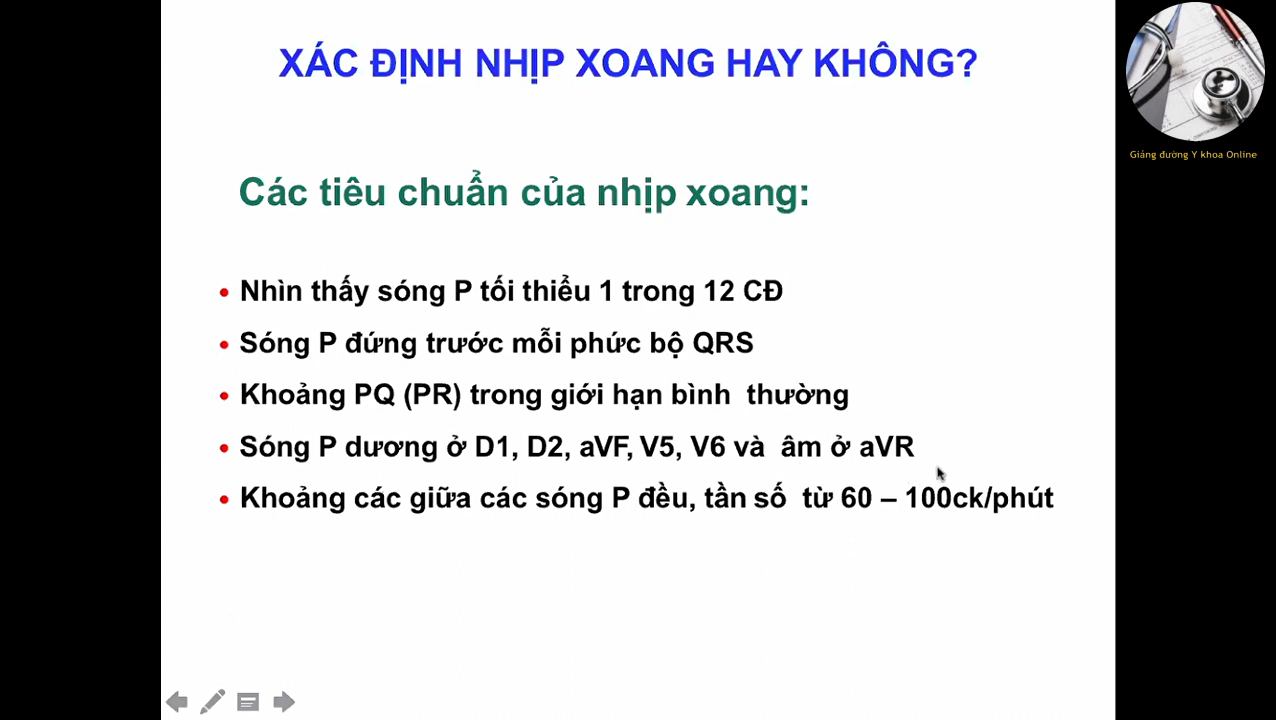 XÁC ĐỊNH NHỊP XOANG HAY KHÔNG?
Giảng đường Y khoa Online
Các tiêu chuẩn của nhịp xoang:
• Nhìn thấy sóng P tối thiểu 1 trong 12 CĐ
• Sóng P đứng trước mỗi phức bộ QRS
• Khoảng PQ (PR) trong giới hạn bình thường
• Sóng P dương ở D1, D2, aVF, V5, V6 và âm ở aVR
• Khoảng các giữa các sóng P đều, tần số từ 60 – 100ck/phút